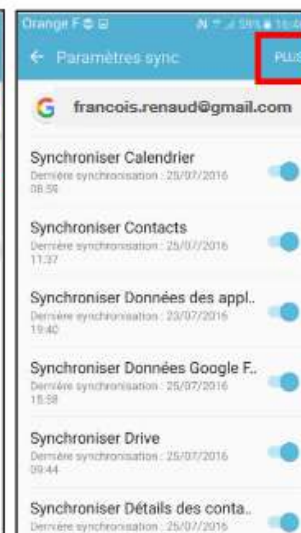 Orange F
← Paramètres sync PLUS
francois.renaud@gmail.com
Synchroniser Calendrier
Dernière synchronisation : 25/07/2016
08:59
Synchroniser Contacts
Dernière synchronisation : 25/07/2016
11:37
Synchroniser Données des appl..
Dernière synchronisation : 23/07/2016
19:40
Synchroniser Données Google F..
Dernière synchronisation : 25/07/2016
15:58
Synchroniser Drive
Dernière synchronisation : 25/07/2016
09:44
Synchroniser Détails des conta..
Dernière synchronisation : 25/07/2016